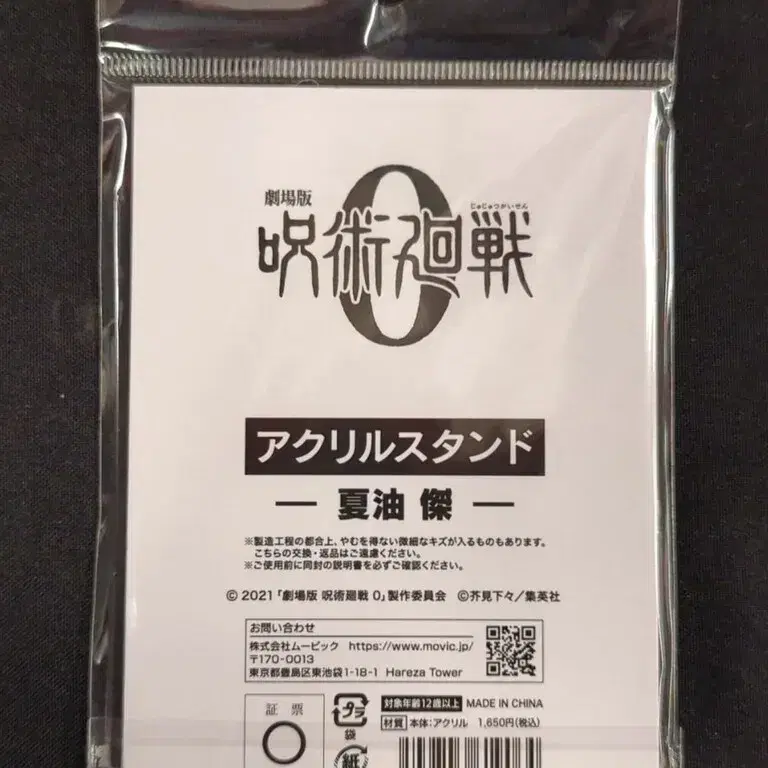 劇場版
じゅじゅつかいせん
呪術廻戦
0
アクリルスタンド
― 夏油 傑 ―
※製造工程の都合上、やむを得ない微細なキズが入るものもあります。
こちらの交換・返品はご遠慮ください。
※ご使用前に同封の説明書を必ずご確認ください。
© 2021「劇場版 呪術廻戦 0」製作委員会 ©芥見下々／集英社
お問い合わせ
株式会社ムービック https://www.movic.jp/
〒170-0013
東京都豊島区東池袋1-18-1 Hareza Tower
証 票
プラ
袋
紙
対象年齢12歳以上 MADE IN CHINA
材質 本体：アクリル 1,650円(税込)